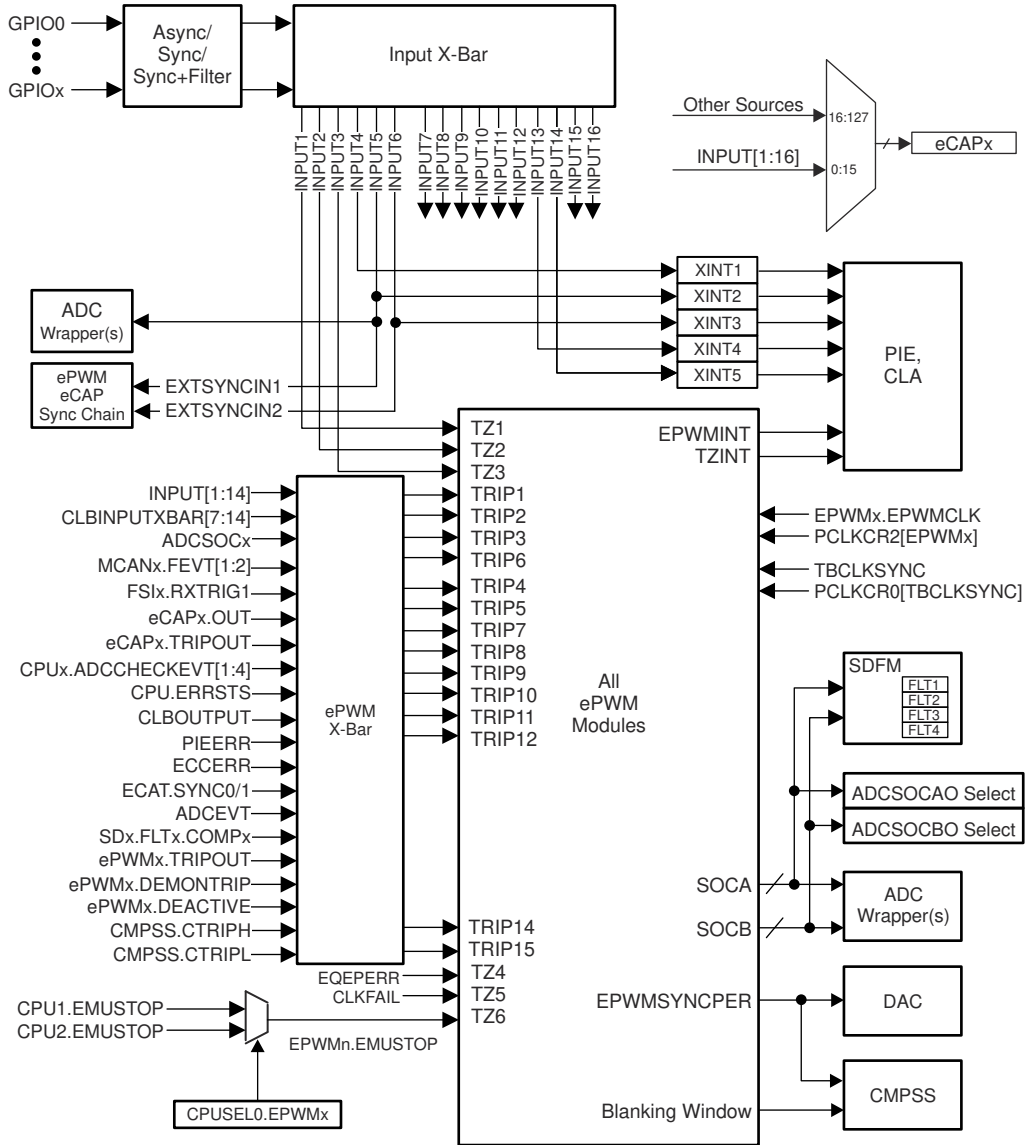 GPIO0
GPIOx
Async/
Sync/
Sync+Filter
Input X-Bar
INPUT1
INPUT2
INPUT3
INPUT4
INPUT5
INPUT6
INPUT7
INPUT8
INPUT9
INPUT10
INPUT11
INPUT12
INPUT13
INPUT14
INPUT15
INPUT16
Other Sources
INPUT[1:16]
16:127
0:15
eCAPx
XINT1
XINT2
XINT3
XINT4
XINT5
PIE,
CLA
ADC
Wrapper(s)
ePWM
eCAP
Sync Chain
EXTSYNCIN1
EXTSYNCIN2
TZ1
TZ2
TZ3
TRIP1
TRIP2
TRIP3
TRIP6
TRIP4
TRIP5
TRIP7
TRIP8
TRIP9
TRIP10
TRIP11
TRIP12
TRIP14
TRIP15
TZ4
TZ5
TZ6
INPUT[1:14]
CLBINPUTXBAR[7:14]
ADCSOCx
MCANx.FEVT[1:2]
FSIx.RXTRIG1
eCAPx.OUT
eCAPx.TRIPOUT
CPUx.ADCCHECKEVT[1:4]
CPU.ERRSTS
CLBOUTPUT
PIEERR
ECCERR
ECAT.SYNC0/1
ADCEVT
SDx.FLTx.COMPx
ePWMx.TRIPOUT
ePWMx.DEMONTRIP
ePWMx.DEACTIVE
CMPSS.CTRIPH
CMPSS.CTRIPL
ePWM
X-Bar
EQEPERR
CLKFAIL
CPU1.EMUSTOP
CPU2.EMUSTOP
EPWMn.EMUSTOP
CPUSEL0.EPWMx
All
ePWM
Modules
EPWMINT
TZINT
EPWMx.EPWMCLK
PCLKCR2[EPWMx]
TBCLKSYNC
PCLKCR0[TBCLKSYNC]
SDFM
FLT1
FLT2
FLT3
FLT4
ADCSOCAO Select
ADCSOCBO Select
SOCA
SOCB
ADC
Wrapper(s)
EPWMSYNCPER
DAC
Blanking Window
CMPSS